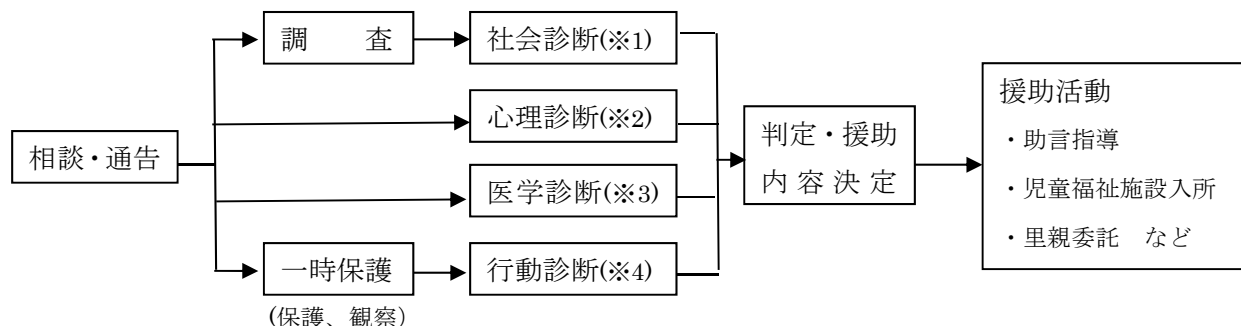 相談・通告
調　　査
社会診断(※1)
心理診断(※2)
医学診断(※3)
一時保護
(保護、観察)
行動診断(※4)
判定・援助
内容決定
援助活動
・助言指導
・児童福祉施設入所
・里親委託　など